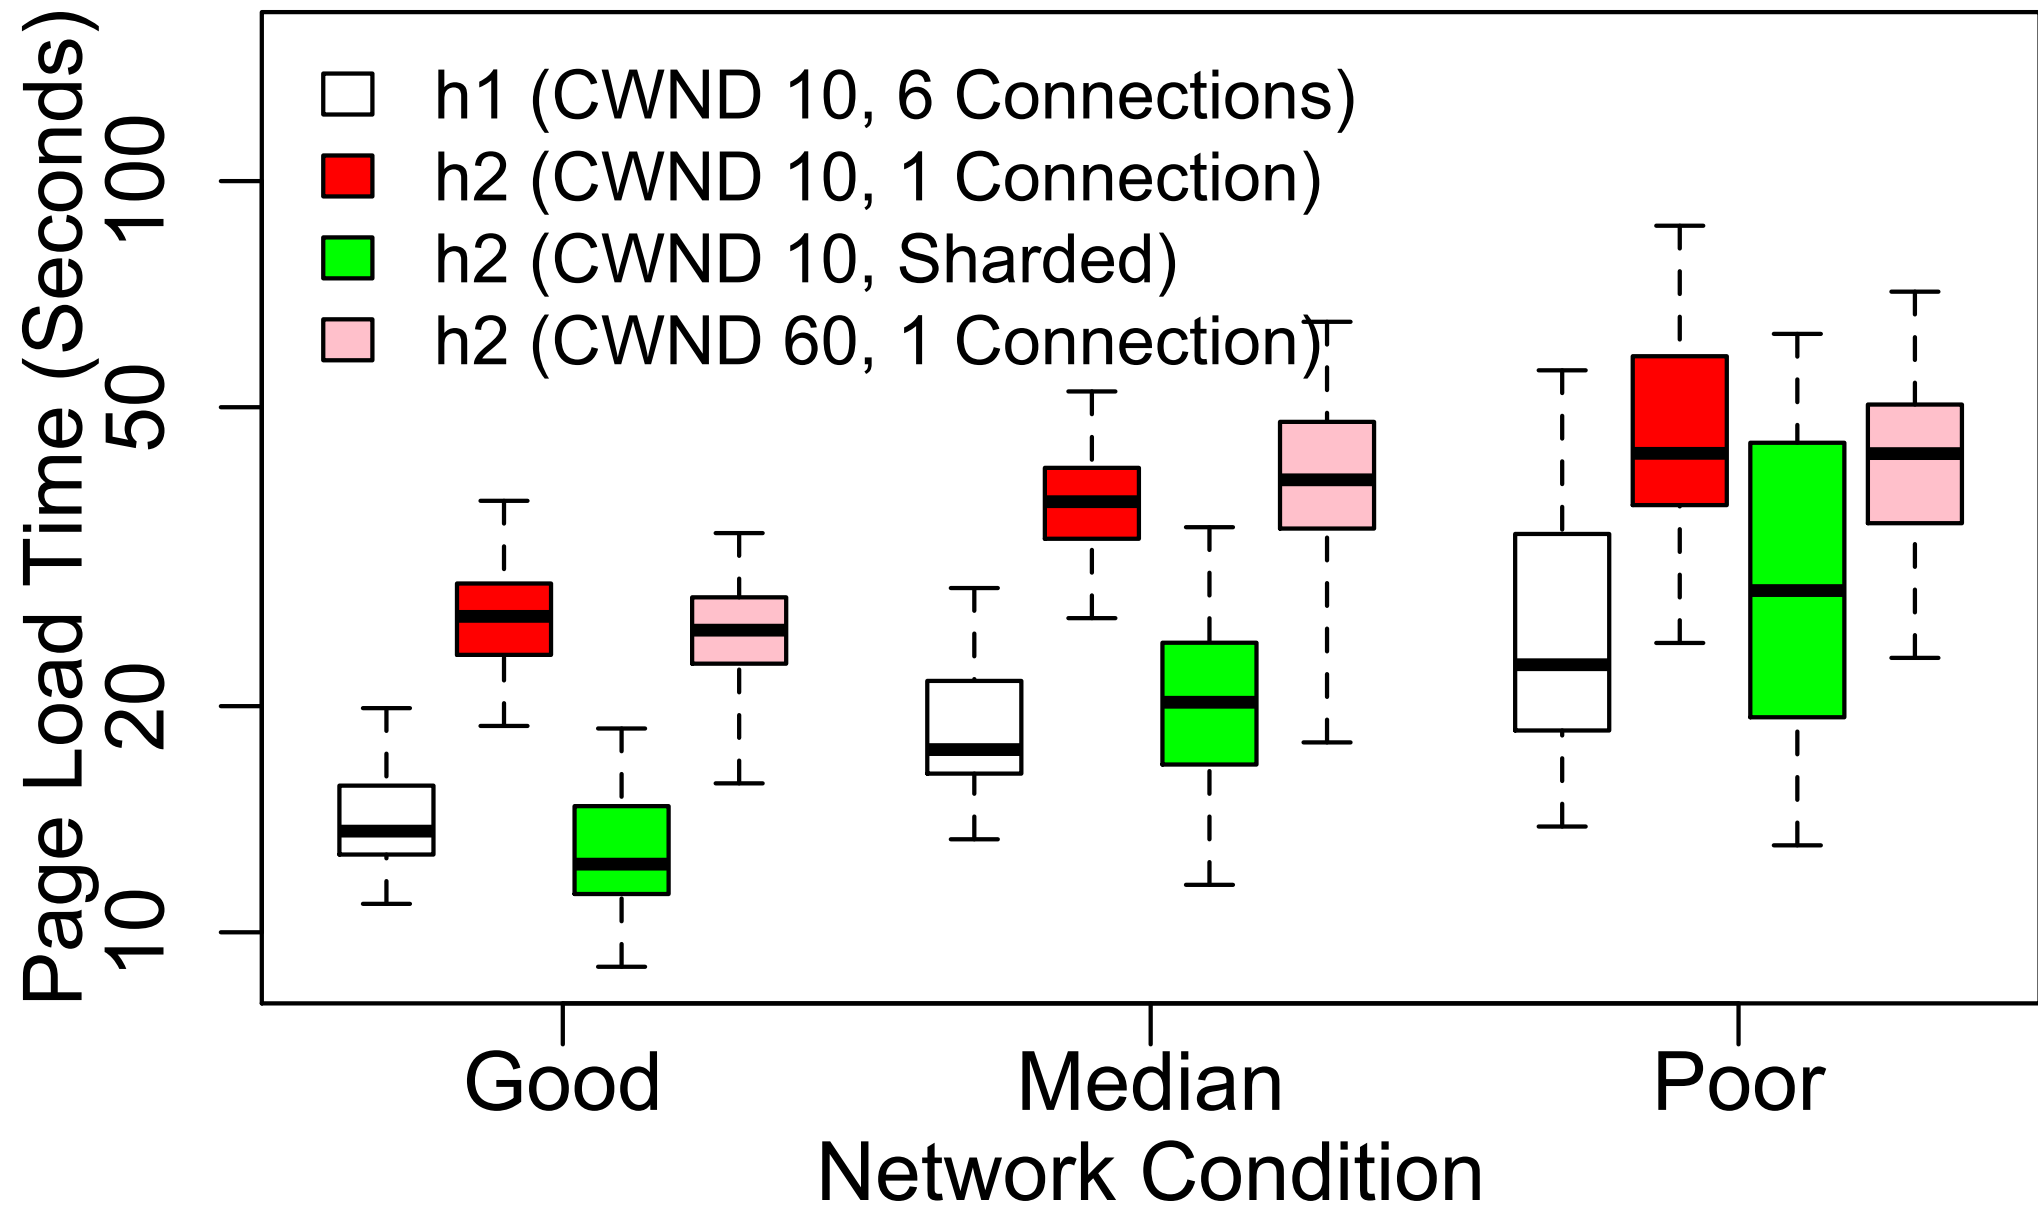 Page Load Time (Seconds)
100
50
20
10
h1 (CWND 10, 6 Connections)
h2 (CWND 10, 1 Connection)
h2 (CWND 10, Sharded)
h2 (CWND 60, 1 Connection)
Good Median Poor
Network Condition